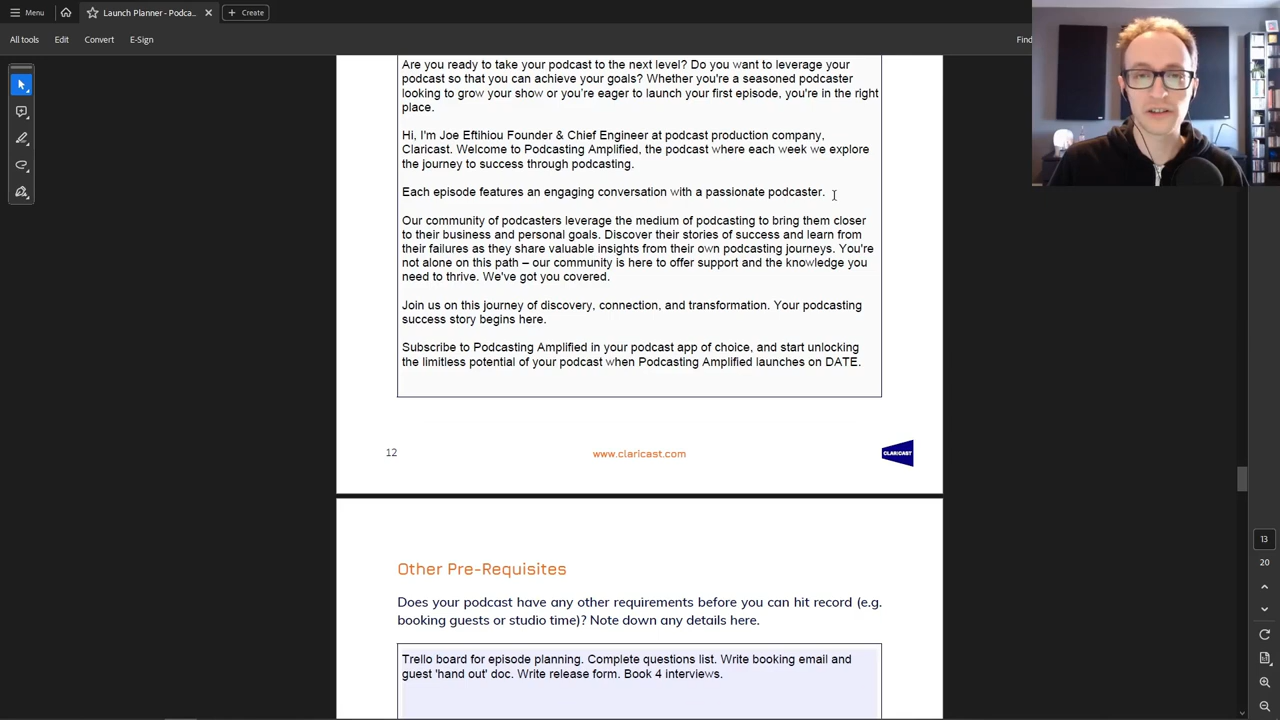 Menu
Launch Planner - Podca...
Create
All tools
Edit
Convert
E-Sign
Find
Are you ready to take your podcast to the next level? Do you want to leverage your
podcast so that you can achieve your goals? Whether you're a seasoned podcaster
looking to grow your show or you're eager to launch your first episode, you're in the right
place.
Hi, I'm Joe Eftihiou Founder & Chief Engineer at podcast production company,
Claricast. Welcome to Podcasting Amplified, the podcast where each week we explore
the journey to success through podcasting.
Each episode features an engaging conversation with a passionate podcaster.
Our community of podcasters leverage the medium of podcasting to bring them closer
to their business and personal goals. Discover their stories of success and learn from
their failures as they share valuable insights from their own podcasting journeys. You're
not alone on this path – our community is here to offer support and the knowledge you
need to thrive. We've got you covered.
Join us on this journey of discovery, connection, and transformation. Your podcasting
success story begins here.
Subscribe to Podcasting Amplified in your podcast app of choice, and start unlocking
the limitless potential of your podcast when Podcasting Amplified launches on DATE.
12
www.claricast.com
CLARICAST
Other Pre-Requisites
Does your podcast have any other requirements before you can hit record (e.g.
booking guests or studio time)? Note down any details here.
Trello board for episode planning. Complete questions list. Write booking email and
guest 'hand out' doc. Write release form. Book 4 interviews.
13
20